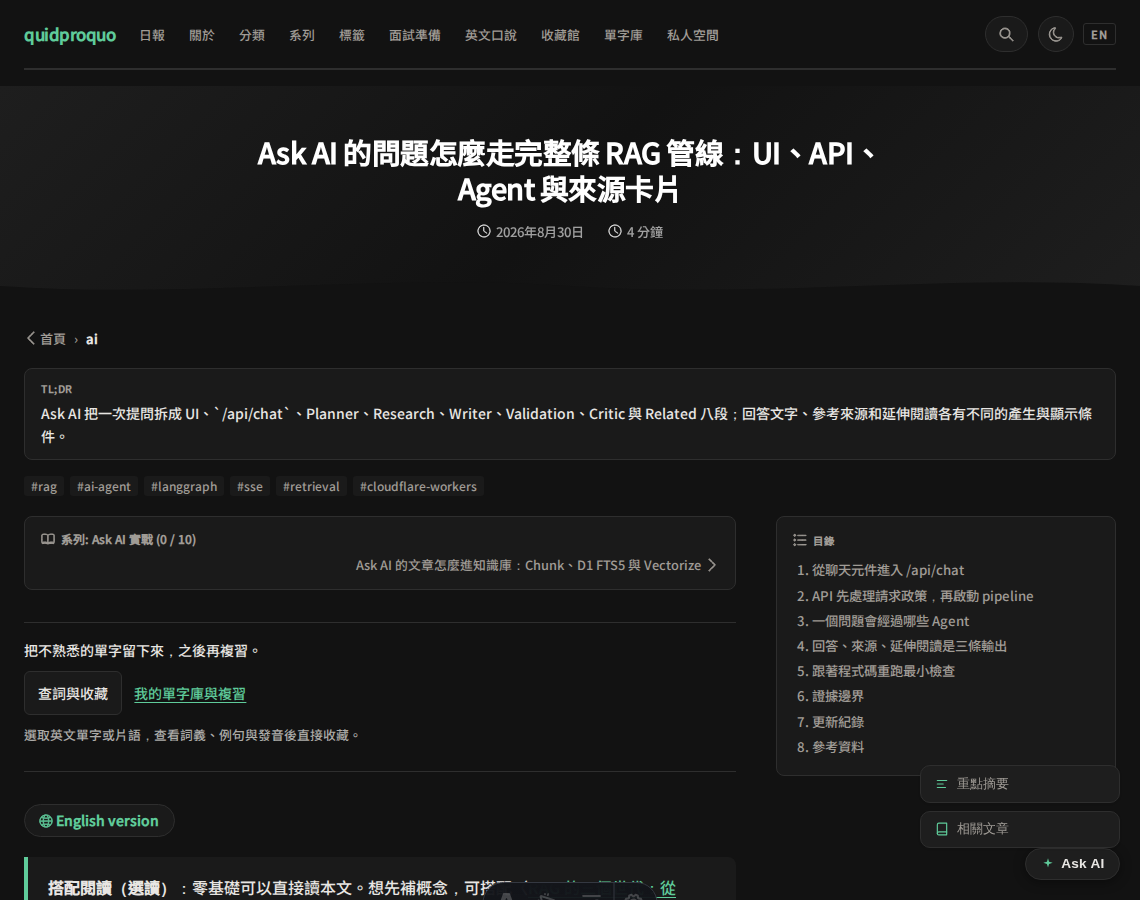 quidproquo 日報 關於 分類 系列 標籤 面試準備 英文口說 收藏館 單字庫 私人空間 EN
Ask AI 的問題怎麼走完整條 RAG 管線：UI、API、
Agent 與來源卡片
2026年8月30日 4 分鐘
首頁 › ai
TL;DR
Ask AI 把一次提問拆成 UI、`/api/chat`、Planner、Research、Writer、Validation、Critic 與 Related 八段；回答文字、參考來源和延伸閱讀各有不同的產生與顯示條
件。
#rag #ai-agent #langgraph #sse #retrieval #cloudflare-workers
系列: Ask AI 實戰 (0 / 10)
Ask AI 的文章怎麼進知識庫：Chunk、D1 FTS5 與 Vectorize
目錄
1. 從聊天元件進入 /api/chat
2. API 先處理請求政策，再啟動 pipeline
3. 一個問題會經過哪些 Agent
4. 回答、來源、延伸閱讀是三條輸出
5. 跟著程式碼重跑最小檢查
6. 證據邊界
7. 更新紀錄
8. 參考資料
把不熟悉的單字留下來，之後再複習。
查詞與收藏 我的單字庫與複習
選取英文單字或片語，查看詞義、例句與發音後直接收藏。
重點摘要
相關文章
Ask AI
English version
搭配閱讀（選讀）：零基礎可以直接讀本文。想先補概念，可搭